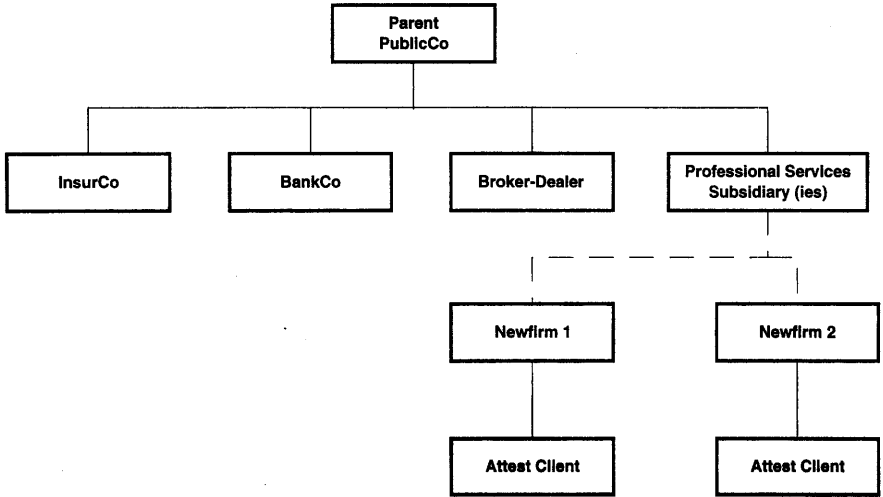 Parent
PublicCo
InsurCo
BankCo
Broker-Dealer
Professional Services
Subsidiary (ies)
Newfirm 1
Newfirm 2
Attest Client
Attest Client